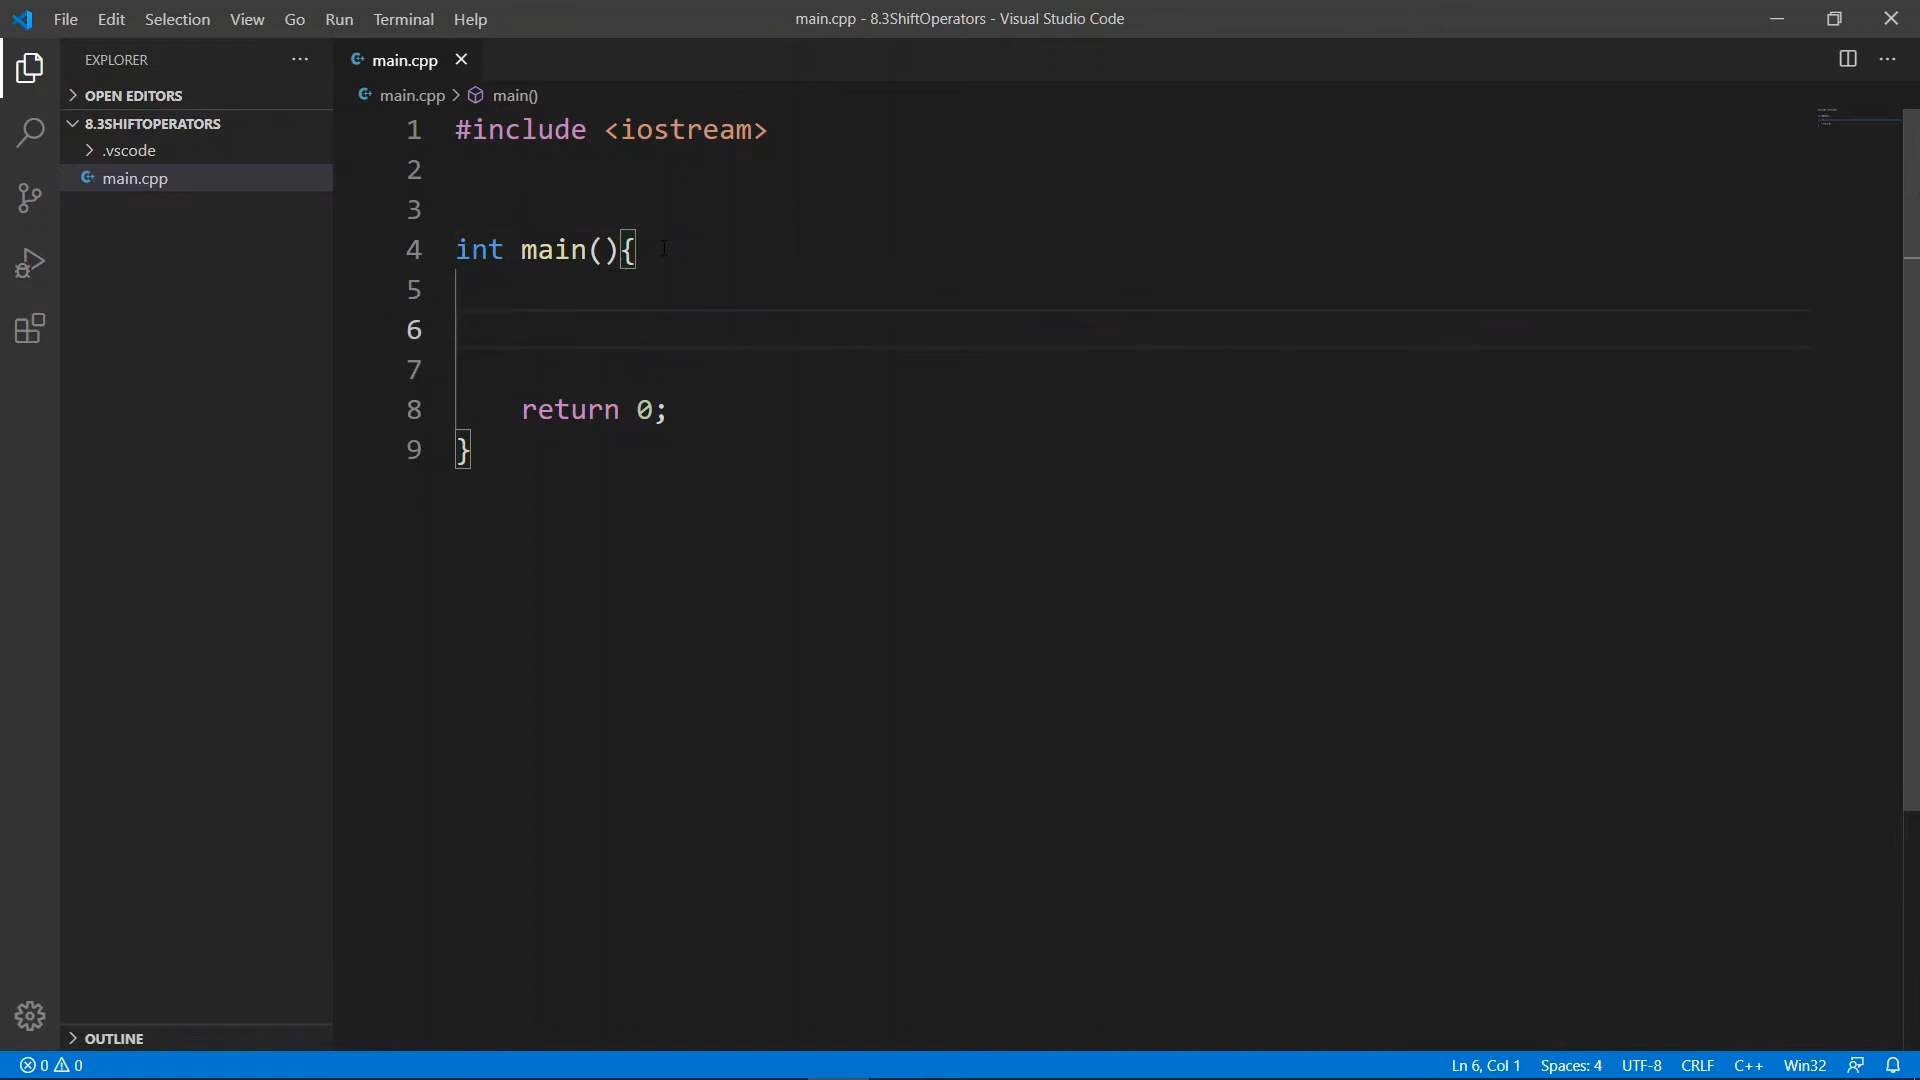 File Edit Selection View Go Run Terminal Help
main.cpp - 8.3ShiftOperators - Visual Studio Code
EXPLORER
OPEN EDITORS
8.3SHIFTOPERATORS
.vscode
main.cpp
OUTLINE
main.cpp
main.cpp > main()
1 #include <iostream>
2
3
4 int main(){
5
6
7
8 return 0;
9 }
0 0
Ln 6, Col 1 Spaces: 4 UTF-8 CRLF C++ Win32